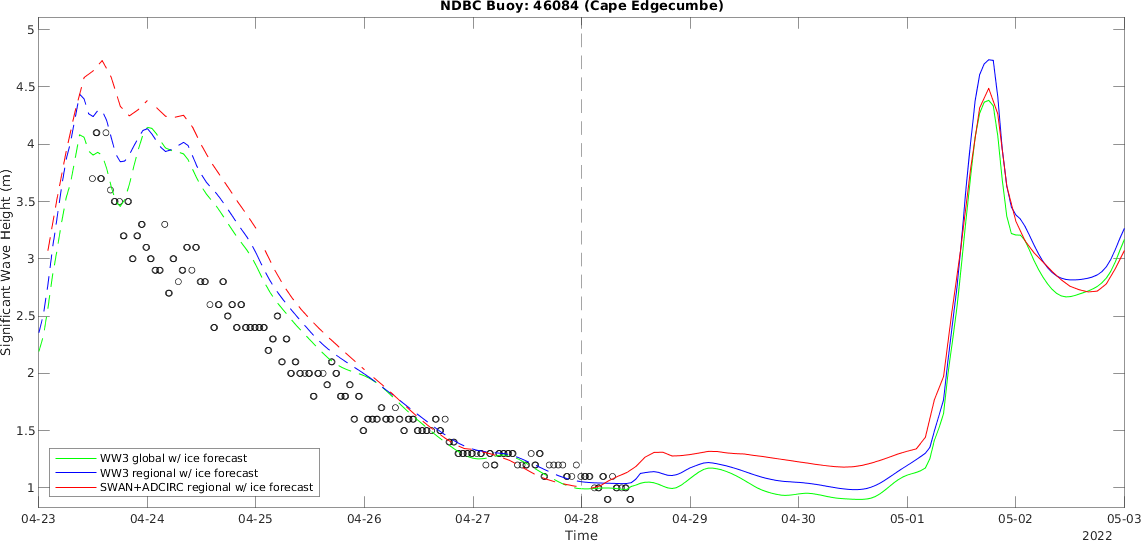 NDBC Buoy: 46084 (Cape Edgecumbe)
Significant Wave Height (m)
5
4.5
4
3.5
3
2.5
2
1.5
1
WW3 global w/ ice forecast
WW3 regional w/ ice forecast
SWAN+ADCIRC regional w/ ice forecast
04-23 04-24 04-25 04-26 04-27 04-28 04-29 04-30 05-01 05-02 05-03
Time 2022